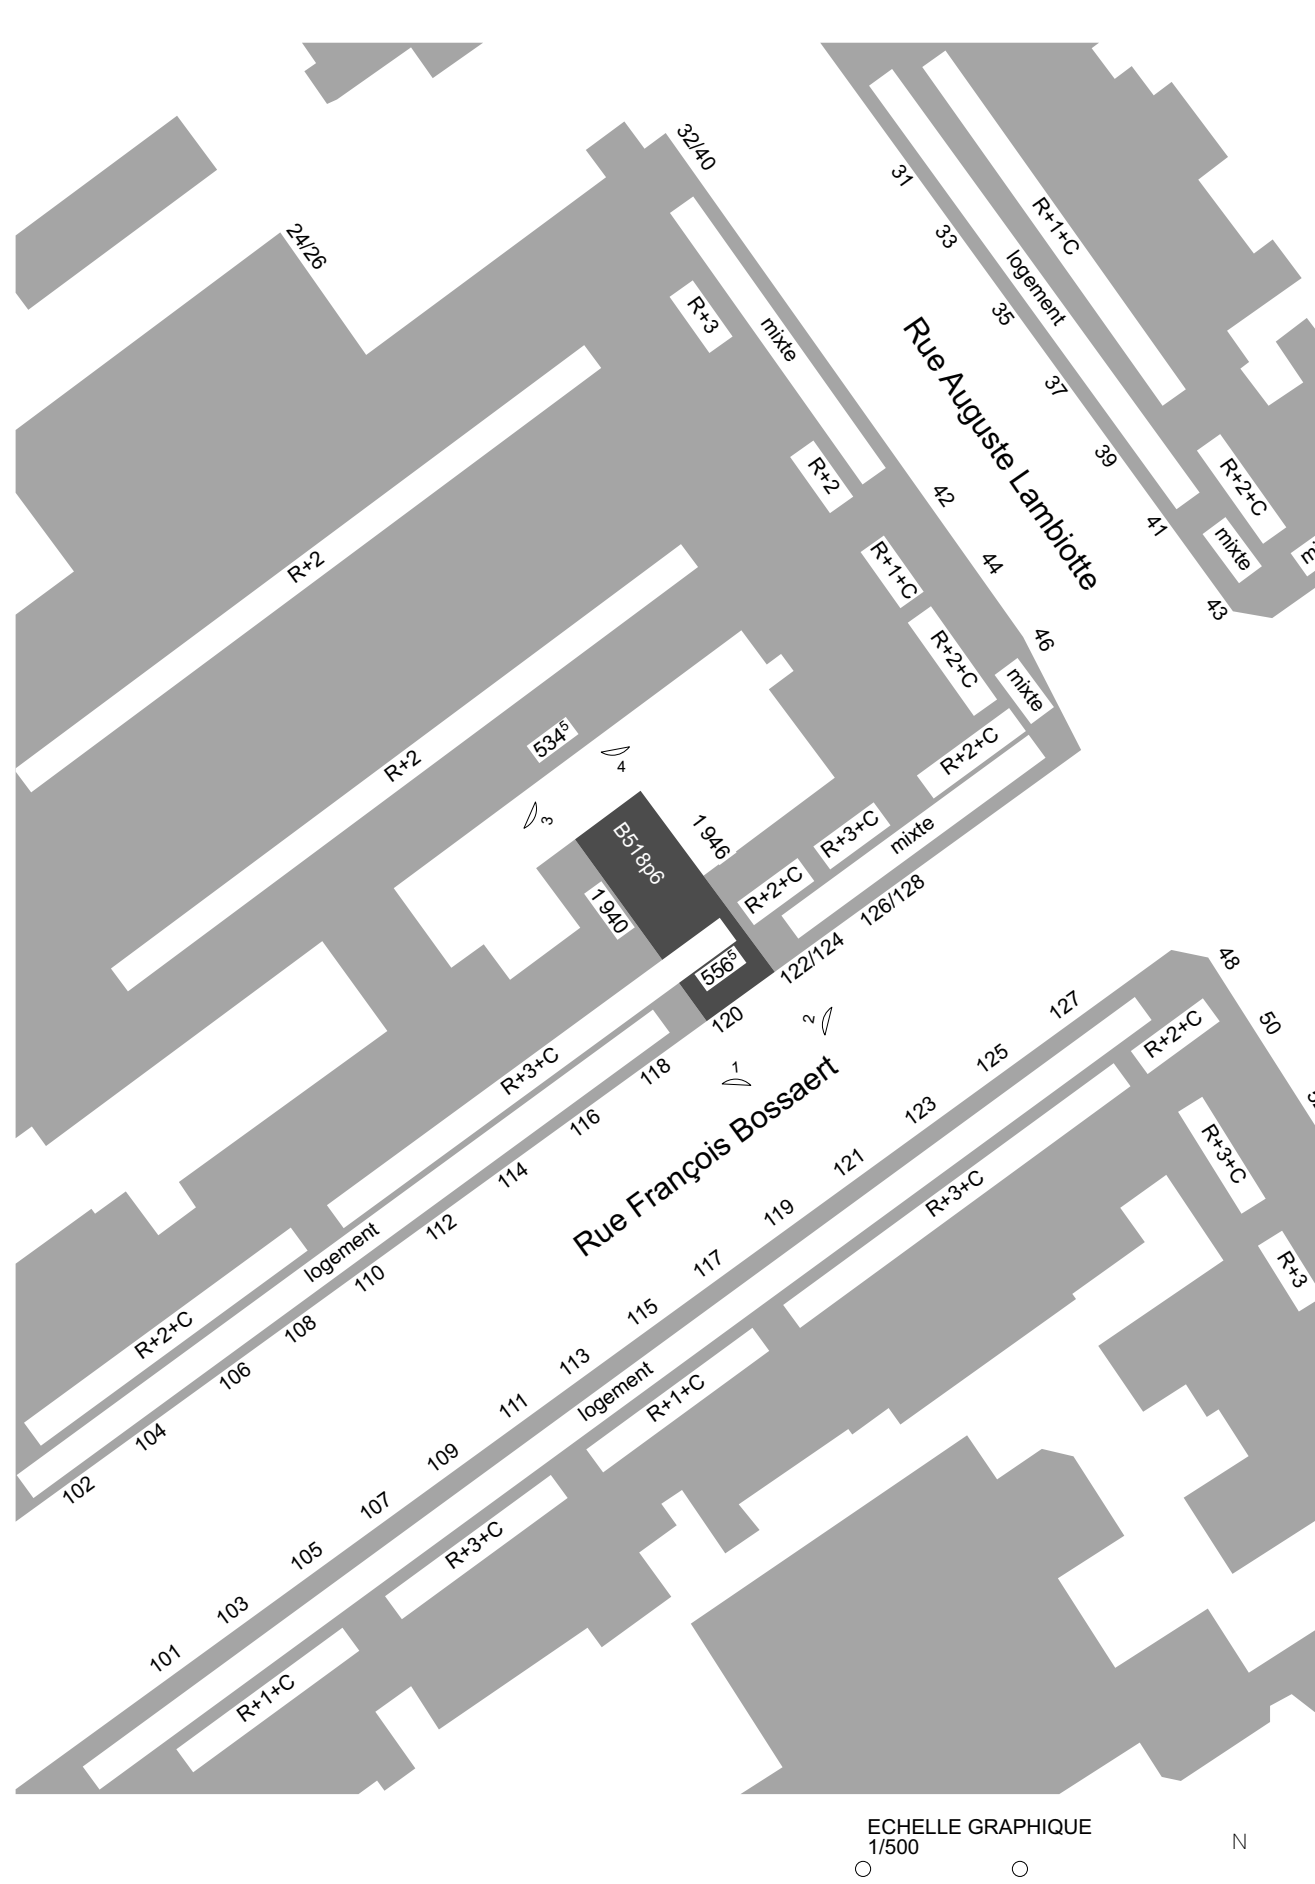 32/40
24/26
31
33
35
37
39
41
43
R+1+C
logement
R+3
mixte
Rue Auguste Lambiotte
R+2
R+2+C
mixte
42
44
46
R+2
R+1+C
R+2+C
mixte
R+2
534⁵
4
3
B518p6
1 946
1 940
R+2+C
R+3+C
R+2+C
mixte
126/128
122/124
556⁵
120
2
1
118
116
114
112
110
108
106
104
102
R+3+C
logement
R+2+C
Rue François Bossaert
48
50
127
125
123
121
119
117
115
113
111
109
107
105
103
101
R+2+C
R+3+C
R+3
R+3+C
logement
R+1+C
R+3+C
R+1+C
ECHELLE GRAPHIQUE
1/500
N